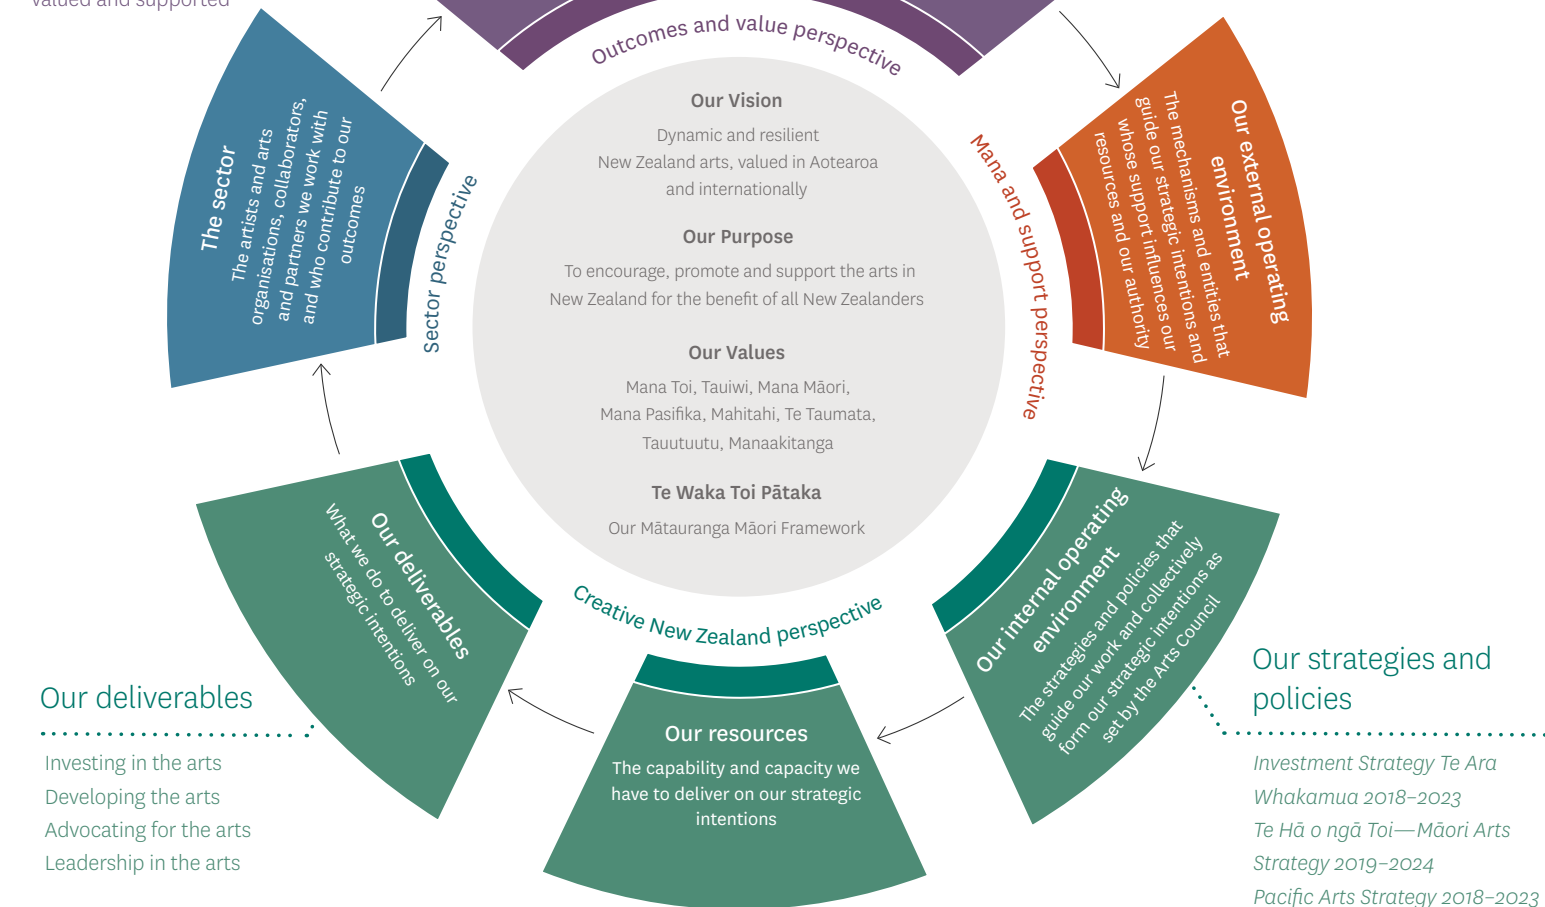 valued and supported
Outcomes and value perspective
Our Vision
Dynamic and resilient
New Zealand arts, valued in Aotearoa
and internationally
Our Purpose
To encourage, promote and support the arts in
New Zealand for the benefit of all New Zealanders
Our Values
Mana Toi, Tauiwi, Mana Māori,
Mana Pasifika, Mahitahi, Te Taumata,
Tauutuutu, Manaakitanga
Te Waka Toi Pātaka
Our Mātauranga Māori Framework
Mana and support perspective
Our external operating
environment
The mechanisms and entities that
guide our strategic intentions and
whose support influences our
resources and our authority
Our internal operating
environment
The strategies and policies that
guide our work and collectively
form our strategic intentions as
set by the Arts Council
Our strategies and
policies
Investment Strategy Te Ara
Whakamua 2018–2023
Te Hā o ngā Toi—Māori Arts
Strategy 2019–2024
Pacific Arts Strategy 2018–2023
Creative New Zealand perspective
Our resources
The capability and capacity we
have to deliver on our strategic
intentions
Our deliverables
What we do to deliver on our
strategic intentions
Our deliverables
Investing in the arts
Developing the arts
Advocating for the arts
Leadership in the arts
Sector perspective
The sector
The artists and arts
organisations, collaborators,
and partners we work with
and who contribute to our
outcomes